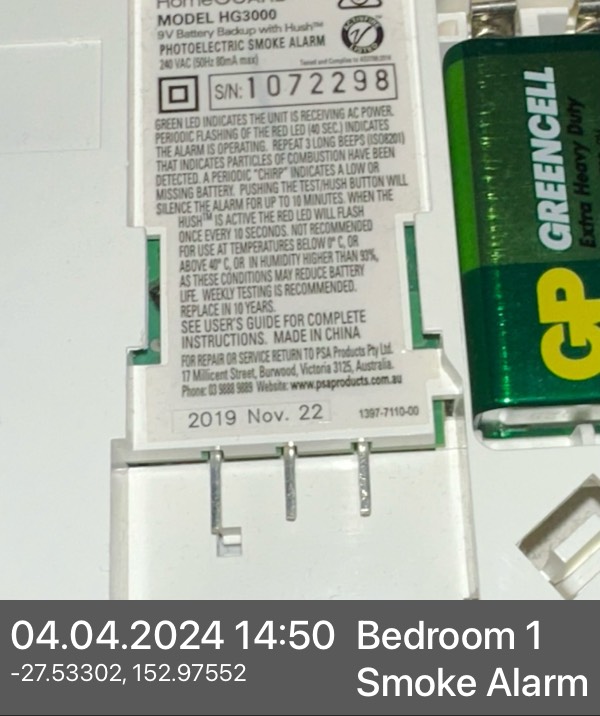 HomeGUARD
MODEL HG3000
9V Battery Backup with Hush™
PHOTOELECTRIC SMOKE ALARM
240 VAC (50Hz 80mA max)
ACTIVFIRE
LISTED
S/N: 1072298
GREEN LED INDICATES THE UNIT IS RECEIVING AC POWER.
PERIODIC FLASHING OF THE RED LED (40 SEC.) INDICATES
THE ALARM IS OPERATING. REPEAT 3 LONG BEEPS (ISO8201)
THAT INDICATES PARTICLES OF COMBUSTION HAVE BEEN
DETECTED. A PERIODIC "CHIRP" INDICATES A LOW OR
MISSING BATTERY. PUSHING THE TEST/HUSH BUTTON WILL
SILENCE THE ALARM FOR UP TO 10 MINUTES. WHEN THE
HUSH™ IS ACTIVE THE RED LED WILL FLASH
ONCE EVERY 10 SECONDS. NOT RECOMMENDED
FOR USE AT TEMPERATURES BELOW 0° C, OR
ABOVE 40° C, OR IN HUMIDITY HIGHER THAN 93%,
AS THESE CONDITIONS MAY REDUCE BATTERY
LIFE. WEEKLY TESTING IS RECOMMENDED.
REPLACE IN 10 YEARS.
SEE USER'S GUIDE FOR COMPLETE
INSTRUCTIONS. MADE IN CHINA
FOR REPAIR OR SERVICE RETURN TO PSA Products Pty Ltd.
17 Millicent Street, Burwood, Victoria 3125, Australia.
Phone: 03 9888 9889 Website: www.psaproducts.com.au
2019 Nov. 22
1397-7110-00
GP GREENCELL
Extra Heavy Duty
04.04.2024 14:50
-27.53302, 152.97552
Bedroom 1
Smoke Alarm